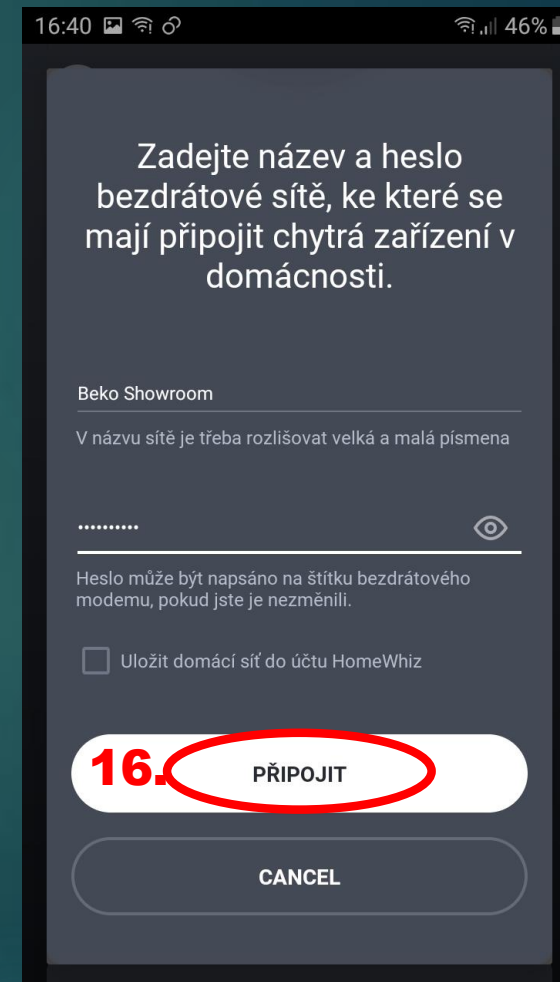 16:40 46%
Zadejte název a heslo
bezdrátové sítě, ke které se
mají připojit chytrá zařízení v
domácnosti.
Beko Showroom
V názvu sítě je třeba rozlišovat velká a malá písmena
••••••••••
Heslo může být napsáno na štítku bezdrátového
modemu, pokud jste je nezměnili.
Uložit domácí síť do účtu HomeWhiz
16. PŘIPOJIT
CANCEL